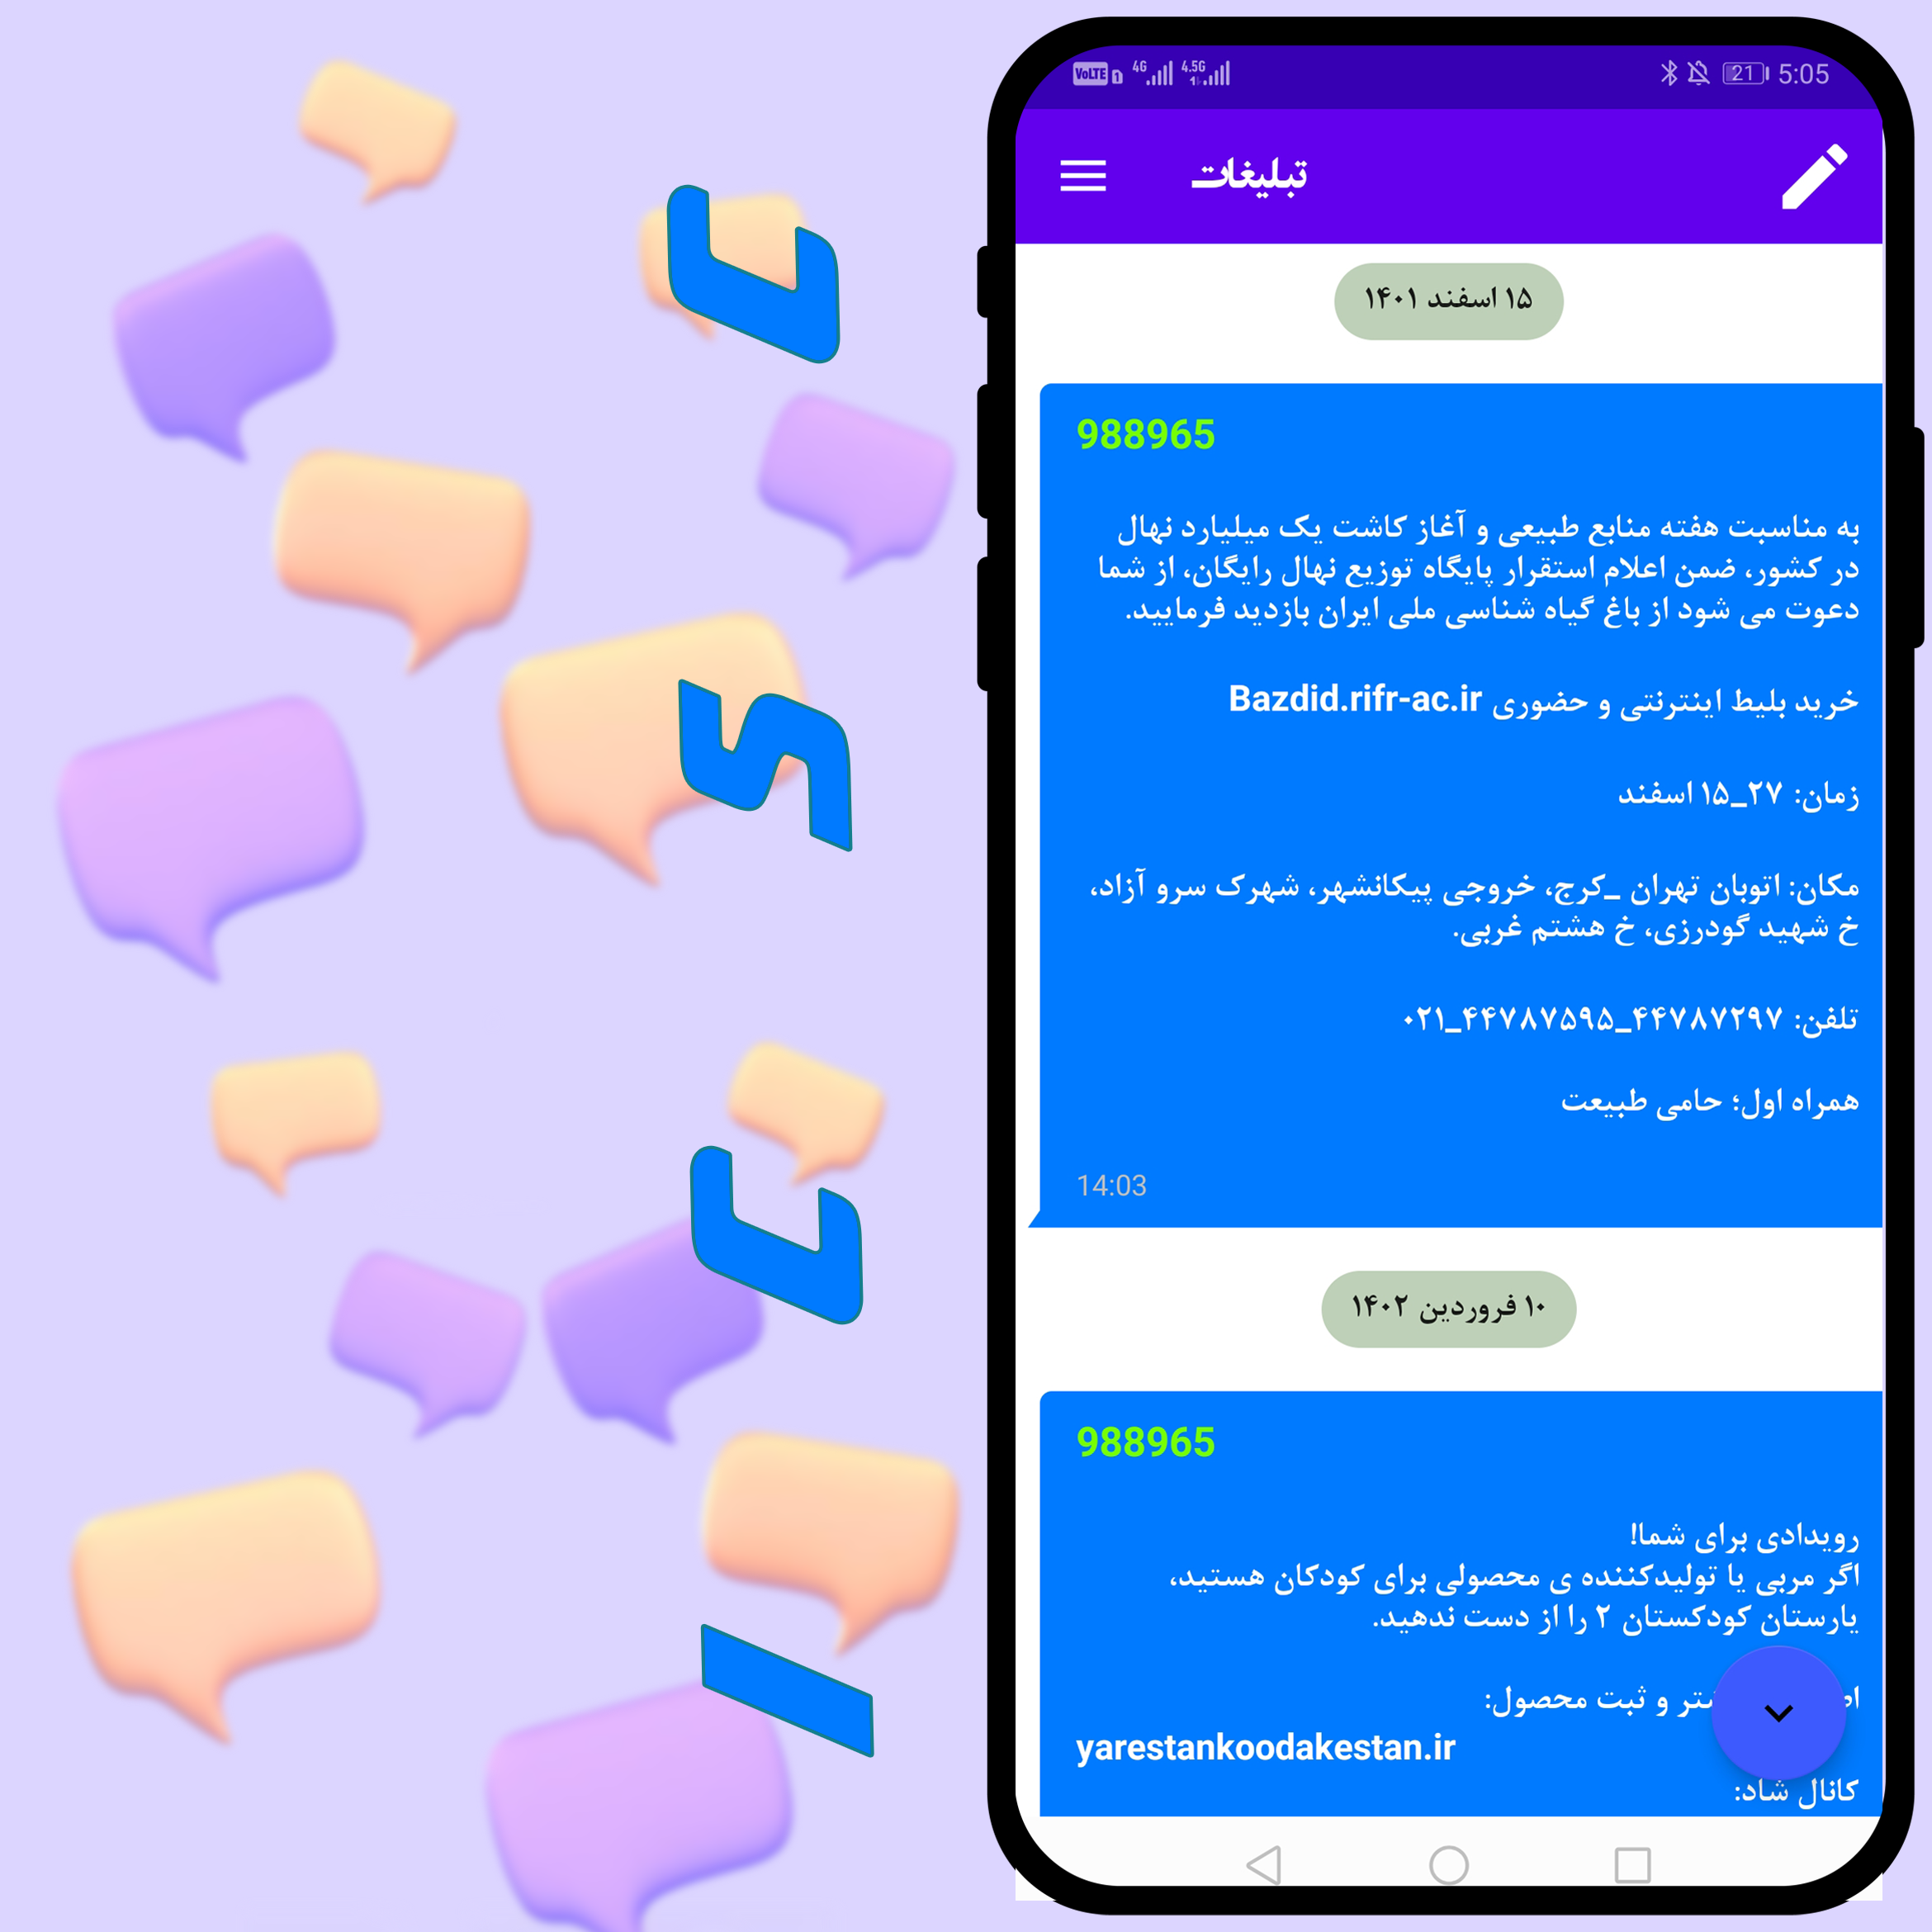 VoLTE 1 4G 4.5G 21 5:05
تبلیغات
۱۵ اسفند ۱۴۰۱
988965
به مناسبت هفته منابع طبیعی و آغاز کاشت یک میلیارد نهال
در کشور، ضمن اعلام استقرار پایگاه توزیع نهال رایگان، از شما
دعوت می شود از باغ گیاه شناسی ملی ایران بازدید فرمایید.
خرید بلیط اینترنتی و حضوری Bazdid.rifr-ac.ir
زمان: ۲۷_۱۵ اسفند
مکان: اتوبان تهران _کرج، خروجی پیکانشهر، شهرک سرو آزاد،
خ شهید گودرزی، خ هشتم غربی.
تلفن: ۴۴۷۸۷۲۹۷_۴۴۷۸۷۵۹۵_۰۲۱
همراه اول؛ حامی طبیعت
14:03
۱۰ فروردین ۱۴۰۲
988965
رویدادی برای شما!
اگر مربی یا تولیدکننده ی محصولی برای کودکان هستید،
یارستان کودکستان ۲ را از دست ندهید.
و ثبت محصول:
yarestankoodakestan.ir
کانال شاد: